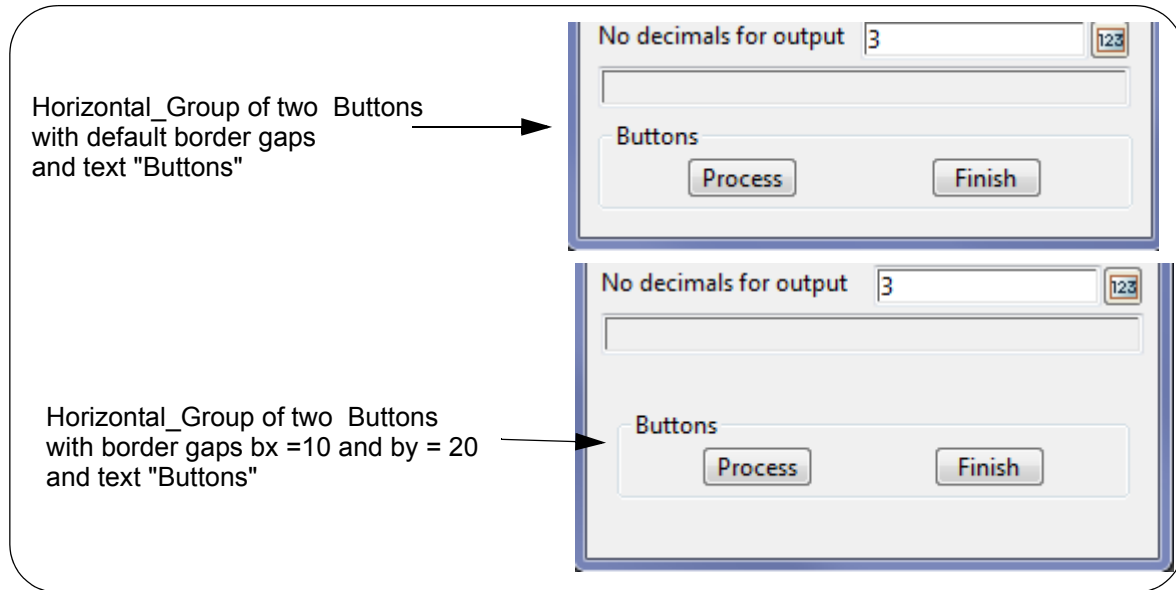 No decimals for output 3 123
Horizontal_Group of two  Buttons
with default border gaps
and text "Buttons"
Buttons
Process Finish
No decimals for output 3 123
Horizontal_Group of two  Buttons
with border gaps bx =10 and by = 20
and text "Buttons"
Buttons
Process Finish